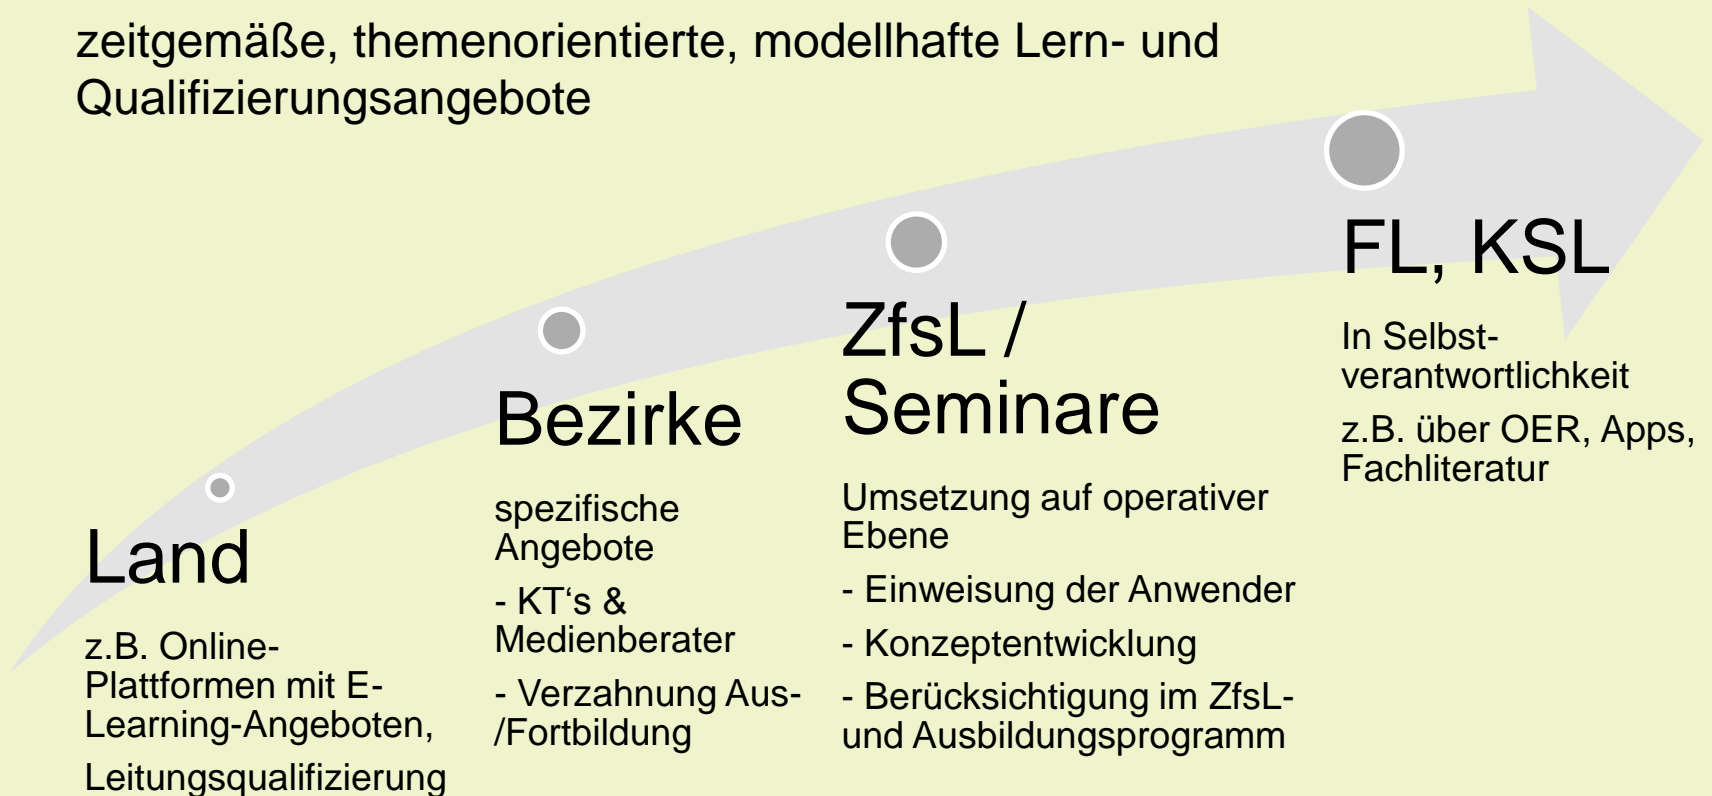 zeitgemäße, themenorientierte, modellhafte Lern- und
Qualifizierungsangebote
Land
z.B. Online-
Plattformen mit E-
Learning-Angeboten,
Leitungsqualifizierung
Bezirke
spezifische
Angebote
- KT‘s &
Medienberater
- Verzahnung Aus-
/Fortbildung
ZfsL /
Seminare
Umsetzung auf operativer
Ebene
- Einweisung der Anwender
- Konzeptentwicklung
- Berücksichtigung im ZfsL-
und Ausbildungsprogramm
FL, KSL
In Selbst-
verantwortlichkeit
z.B. über OER, Apps,
Fachliteratur